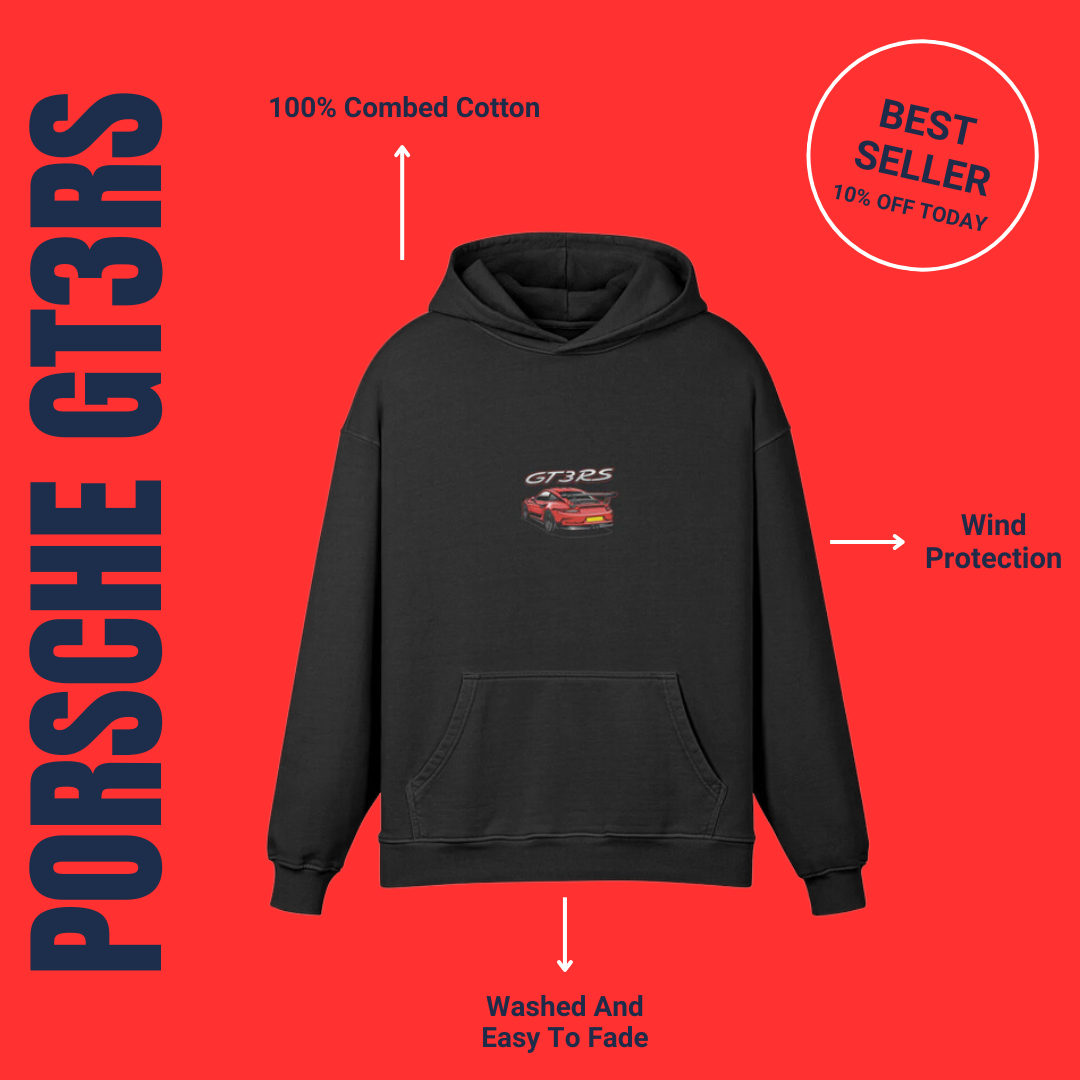 PORSCHE GT3RS
100% Combed Cotton
BEST
SELLER
10% OFF TODAY
GT3RS
Wind
Protection
Washed And
Easy To Fade